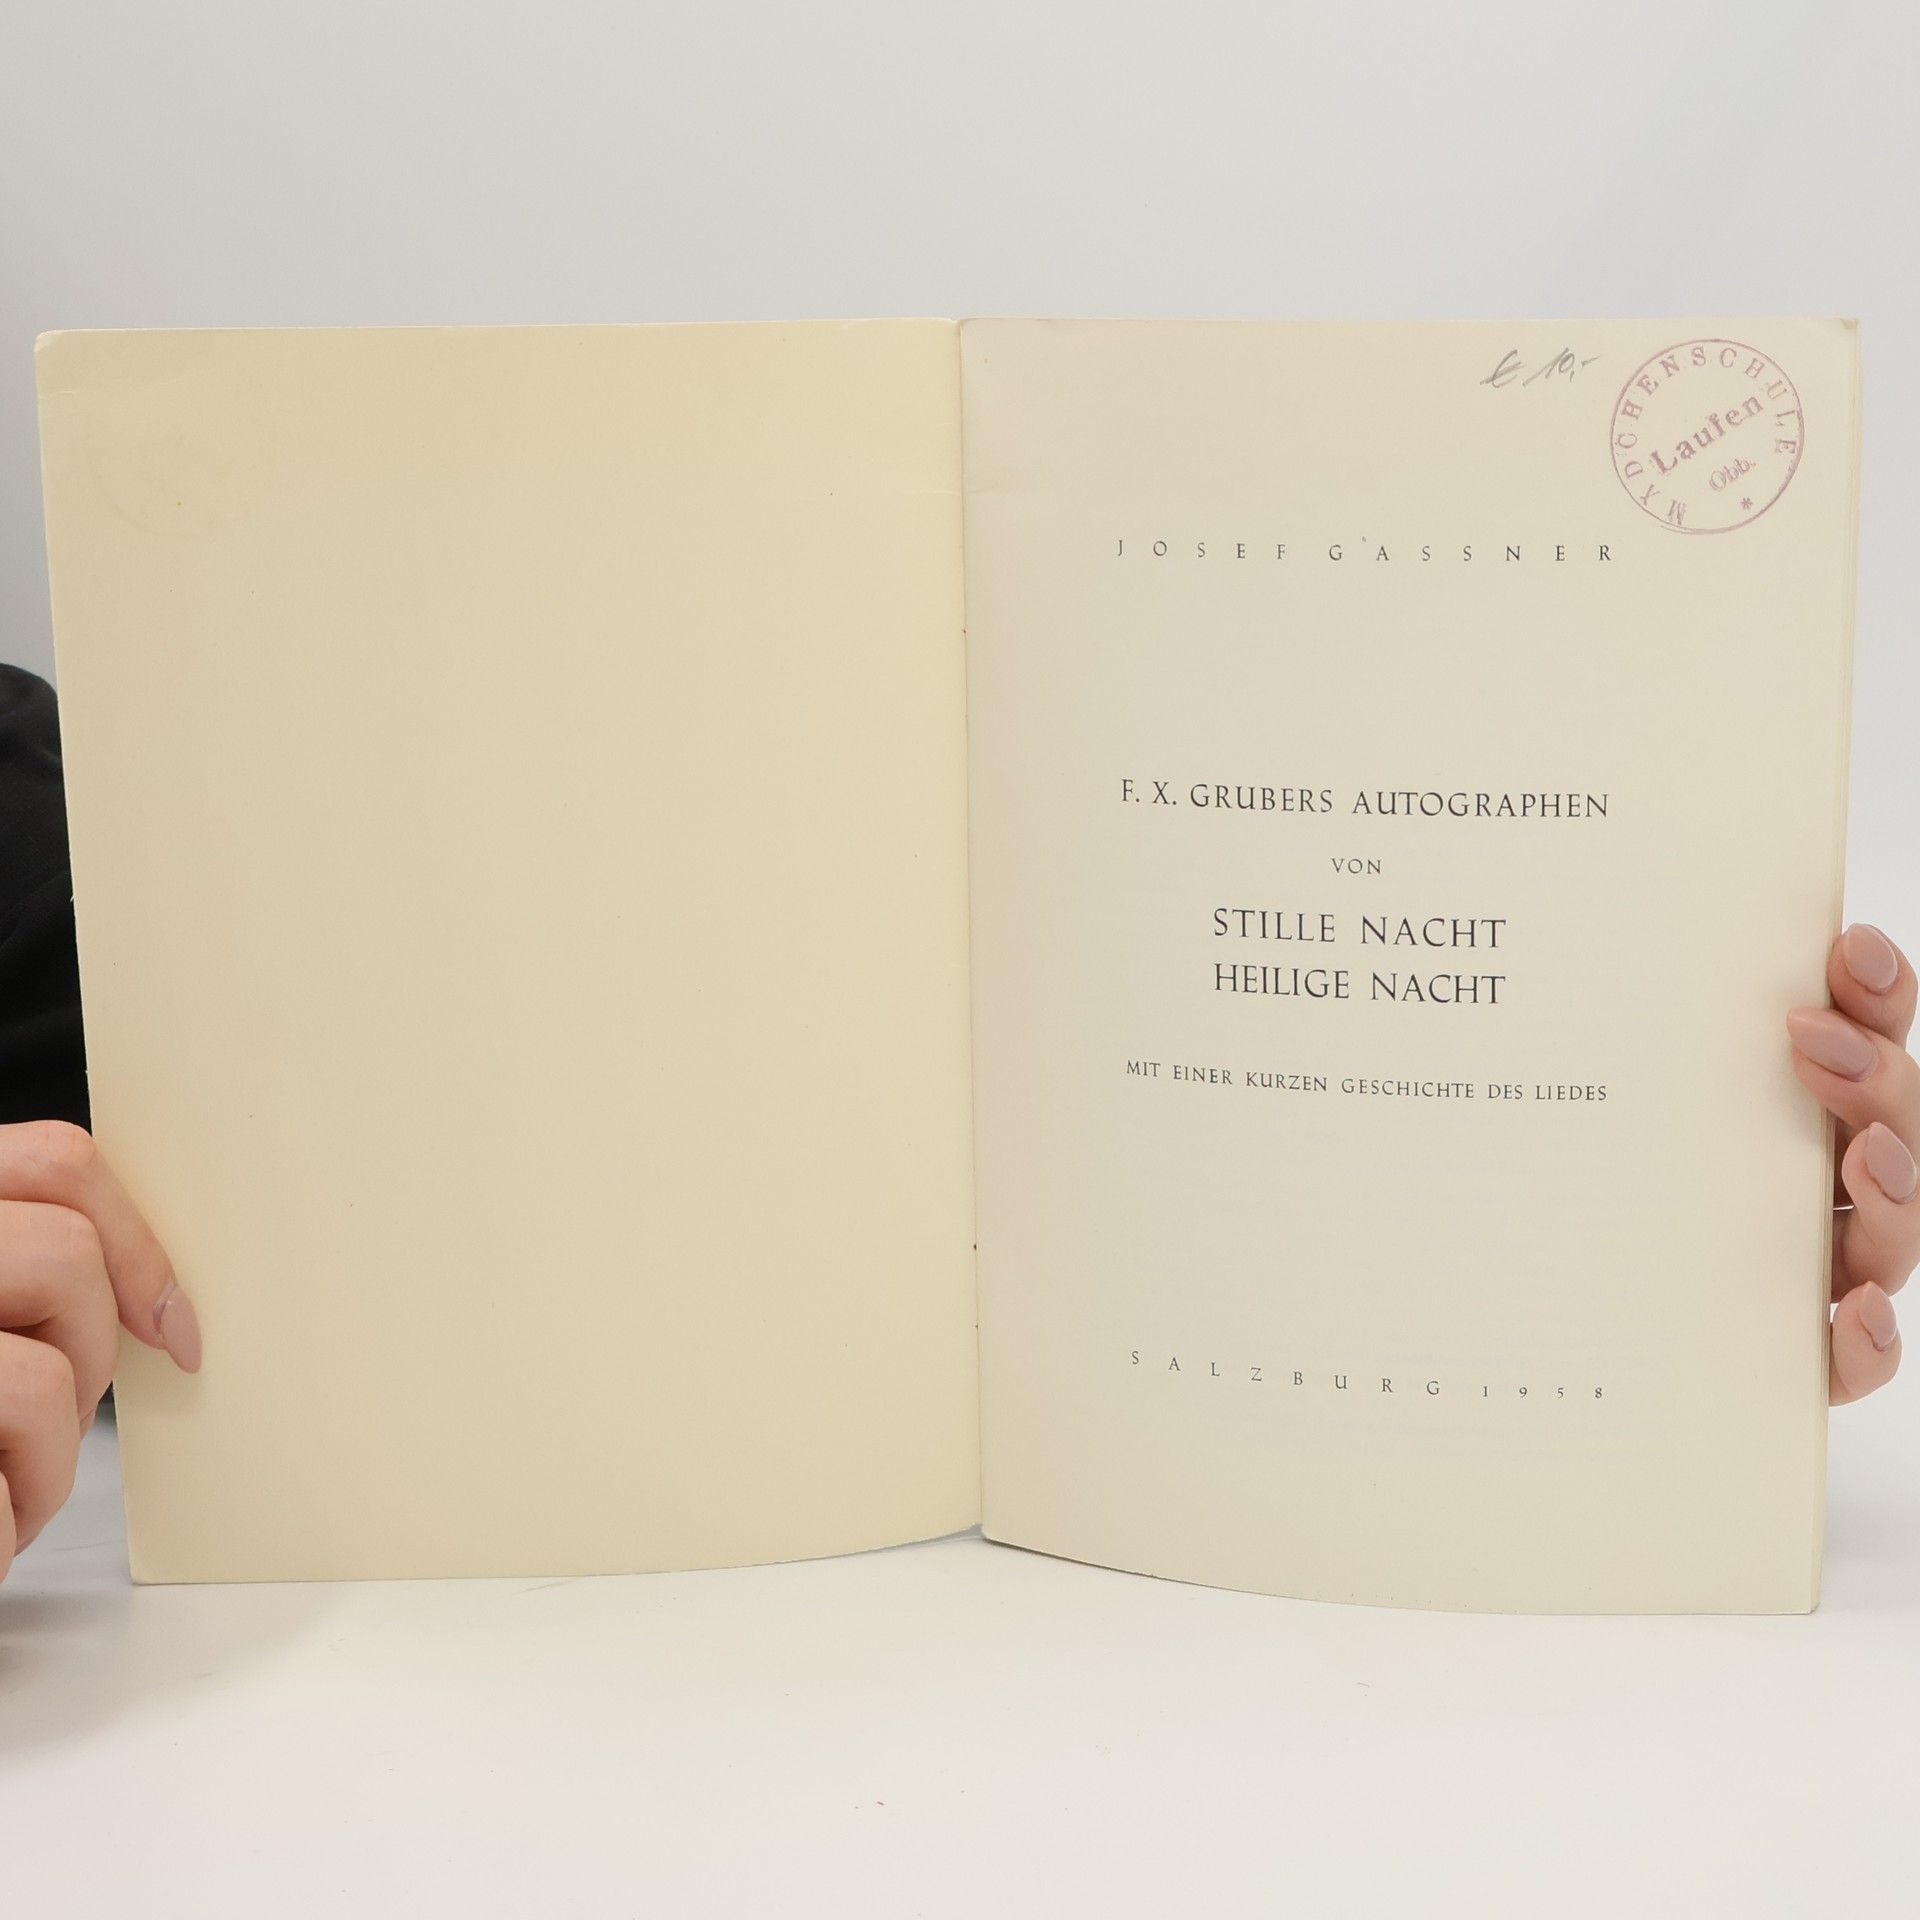 € 10,-
MÄDCHENSCHULE
Laufen
Obb.
*
JOSEF GASSNER
F. X. GRUBERS AUTOGRAPHEN
VON
STILLE NACHT
HEILIGE NACHT
MIT EINER KURZEN GESCHICHTE DES LIEDES
SALZBURG 1958